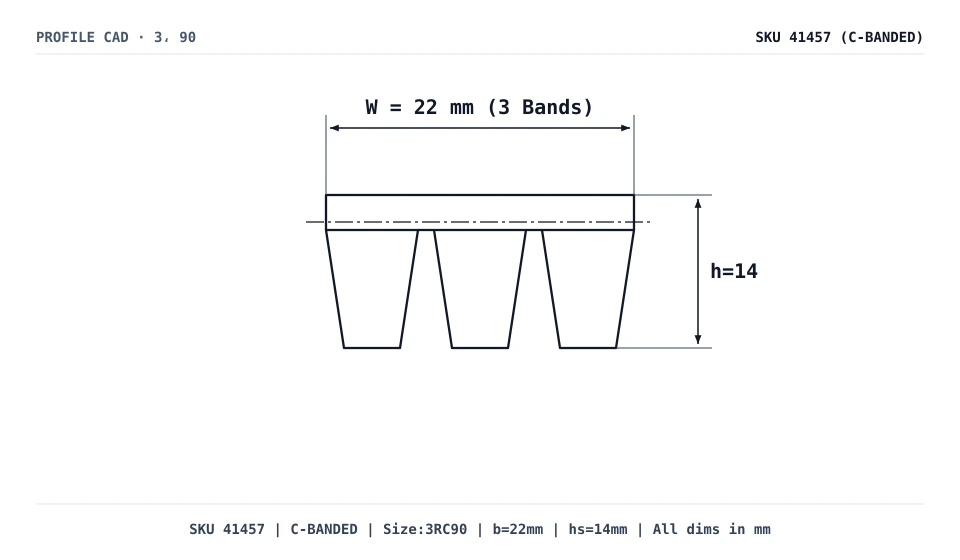 PROFILE CAD · 3، 90
SKU 41457 (C-BANDED)
W = 22 mm (3 Bands)
h=14
SKU 41457 | C-BANDED | Size:3RC90 | b=22mm | hs=14mm | All dims in mm